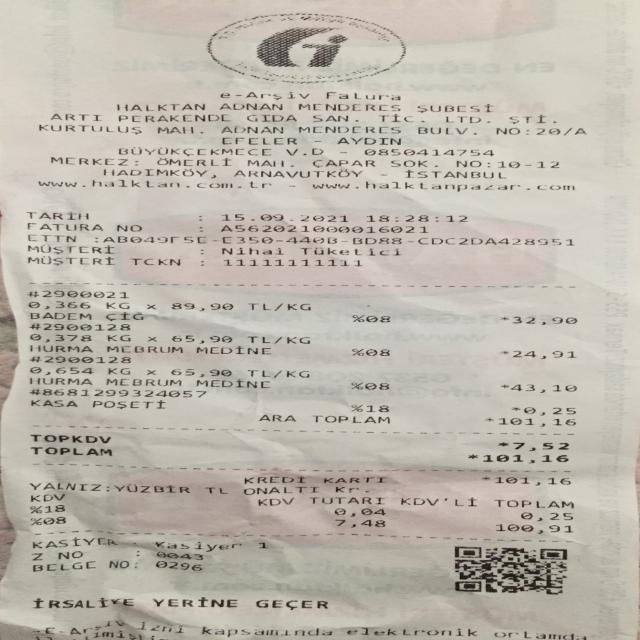 e-Arşiv Fatura
HALKTAN ADNAN MENDERES ŞUBESİ
ARTI PERAKENDE GIDA SAN. TİC. LTD. ŞTİ.
KURTULUŞ MAH. ADNAN MENDERES BULV. NO:20/A
EFELER - AYDIN
BÜYÜKÇEKMECE V.D - 0850414754
MERKEZ: ÖMERLİ MAH. ÇAPAR SOK. NO:10-12
HADIMKÖY, ARNAVUTKÖY - İSTANBUL
www.halktan.com.tr - www.halktanpazar.com
TARİH : 15.09.2021 18:28:12
FATURA NO : A562021000016021
ETTN :AB049F5E-E350-440B-BD88-CDC2DA428951
MÜŞTERİ : Nihai Tüketici
MÜŞTERİ TCKN : 11111111111
#2900021
0,366 KG x 89,90 TL/KG
BADEM ÇİĞ %08 *32,90
#2900128
0,378 KG x 65,90 TL/KG
HURMA MEBRUM MEDİNE %08 *24,91
#2900128
0,654 KG x 65,90 TL/KG
HURMA MEBRUM MEDİNE %08 *43,10
#8681299324057
KASA POŞETİ %18 *0,25
ARA TOPLAM *101,16
TOPKDV *7,52
TOPLAM *101,16
KREDİ KARTI *101,16
YALNIZ:YÜZBİR TL ONALTI Kr.
KDV KDV TUTARI KDV'Lİ TOPLAM
%18 0,04 0,25
%08 7,48 100,91
KASİYER : Kasiyer 1
Z NO : 0043
BELGE NO: 0296
İRSALİYE YERİNE GEÇER
E-Arşiv izni kapsamında elektronik ortamda